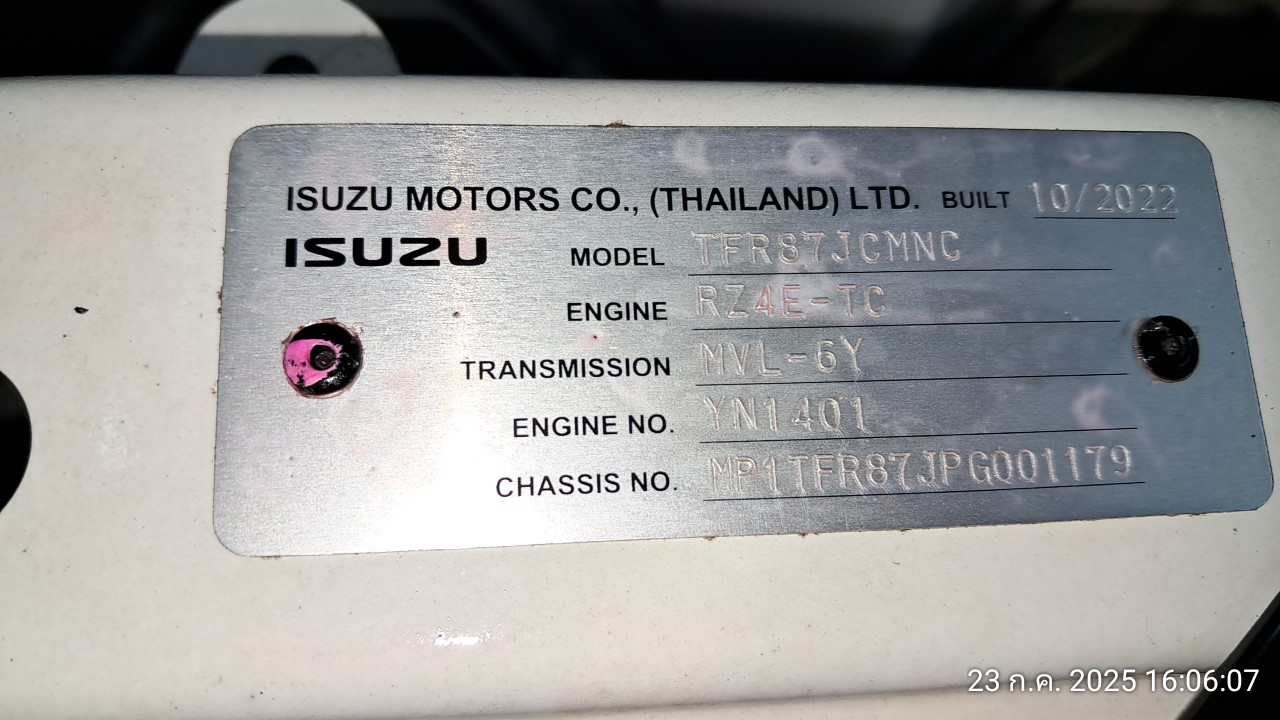 ISUZU MOTORS CO., (THAILAND) LTD. BUILT 10/2022
ISUZU MODEL TFR87JCMNC
ENGINE RZ4E-TC
TRANSMISSION MVL-6Y
ENGINE NO. YN1401
CHASSIS NO. MP1TFR87JPG001179
23 ก.ค. 2025 16:06:07